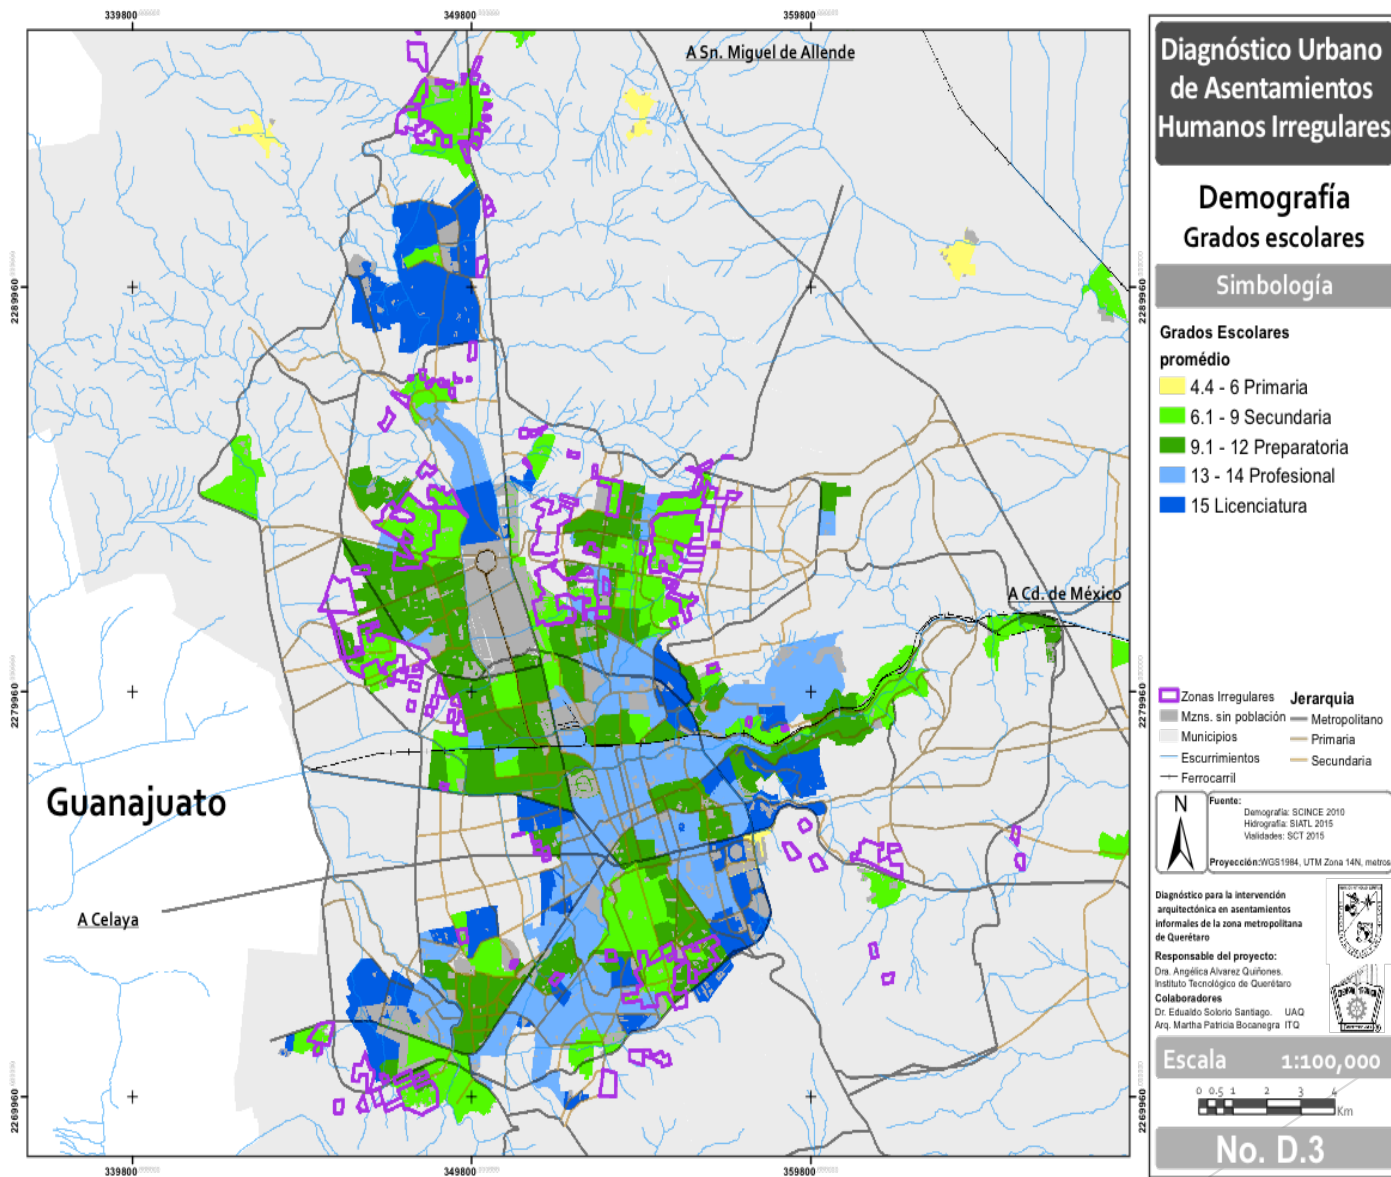 339800
349800
359800
A Sn. Miguel de Allende
2289960
2289960
A Cd. de México
2279960
2279960
Guanajuato
A Celaya
2269960
2269960
339800
349800
359800
Diagnóstico Urbano
de Asentamientos
Humanos Irregulares
Demografía
Grados escolares
Simbología
Grados Escolares
promédio
4.4 - 6 Primaria
6.1 - 9 Secundaria
9.1 - 12 Preparatoria
13 - 14 Profesional
15 Licenciatura
Zonas Irregulares
Mzns. sin población
Municipios
Escurrimientos
Ferrocarril
Jerarquia
Metropolitano
Primaria
Secundaria
N
Fuente:
Demografía: SCINCE 2010
Hidrografía: SIATL 2015
Vialidades: SCT 2015
Proyección:WGS1984, UTM Zona 14N, metros
Diagnóstico para la intervención
arquitectónica en asentamientos
informales de la zona metropolitana
de Querétaro
Responsable del proyecto:
Dra. Angélica Alvarez Quiñones.
Instituto Tecnológico de Querétaro
Colaboradores
Dr. Edualdo Solorio Santiago. UAQ
Arq. Martha Patricia Bocanegra ITQ
Escala 1:100,000
0 0.5 1 2 3 4
Km
No. D.3